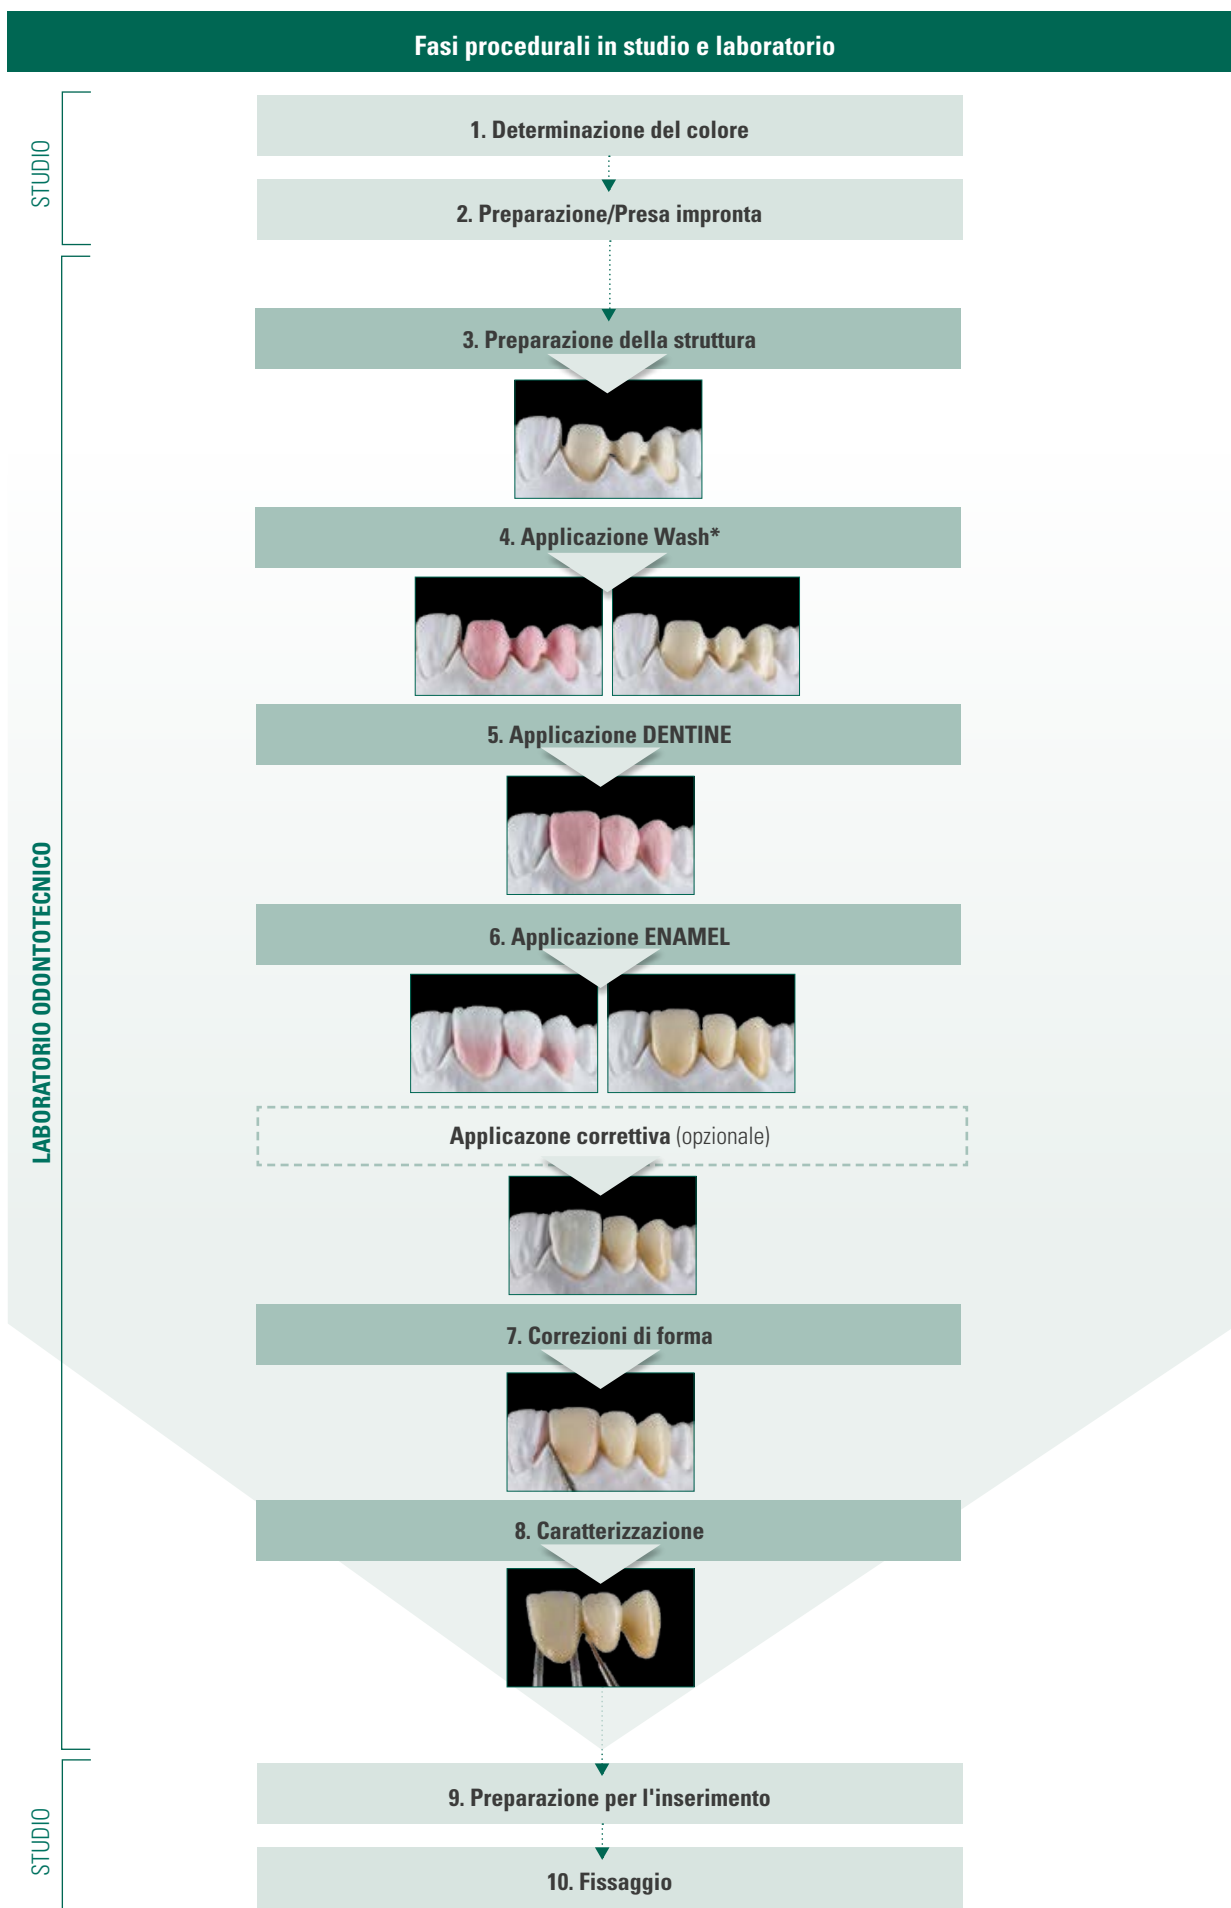 Fasi procedurali in studio e laboratorio
STUDIO
1. Determinazione del colore
2. Preparazione/Presa impronta
LABORATORIO ODONTOTECNICO
3. Preparazione della struttura
4. Applicazione Wash*
5. Applicazione DENTINE
6. Applicazione ENAMEL
Applicazone correttiva (opzionale)
7. Correzioni di forma
8. Caratterizzazione
STUDIO
9. Preparazione per l'inserimento
10. Fissaggio